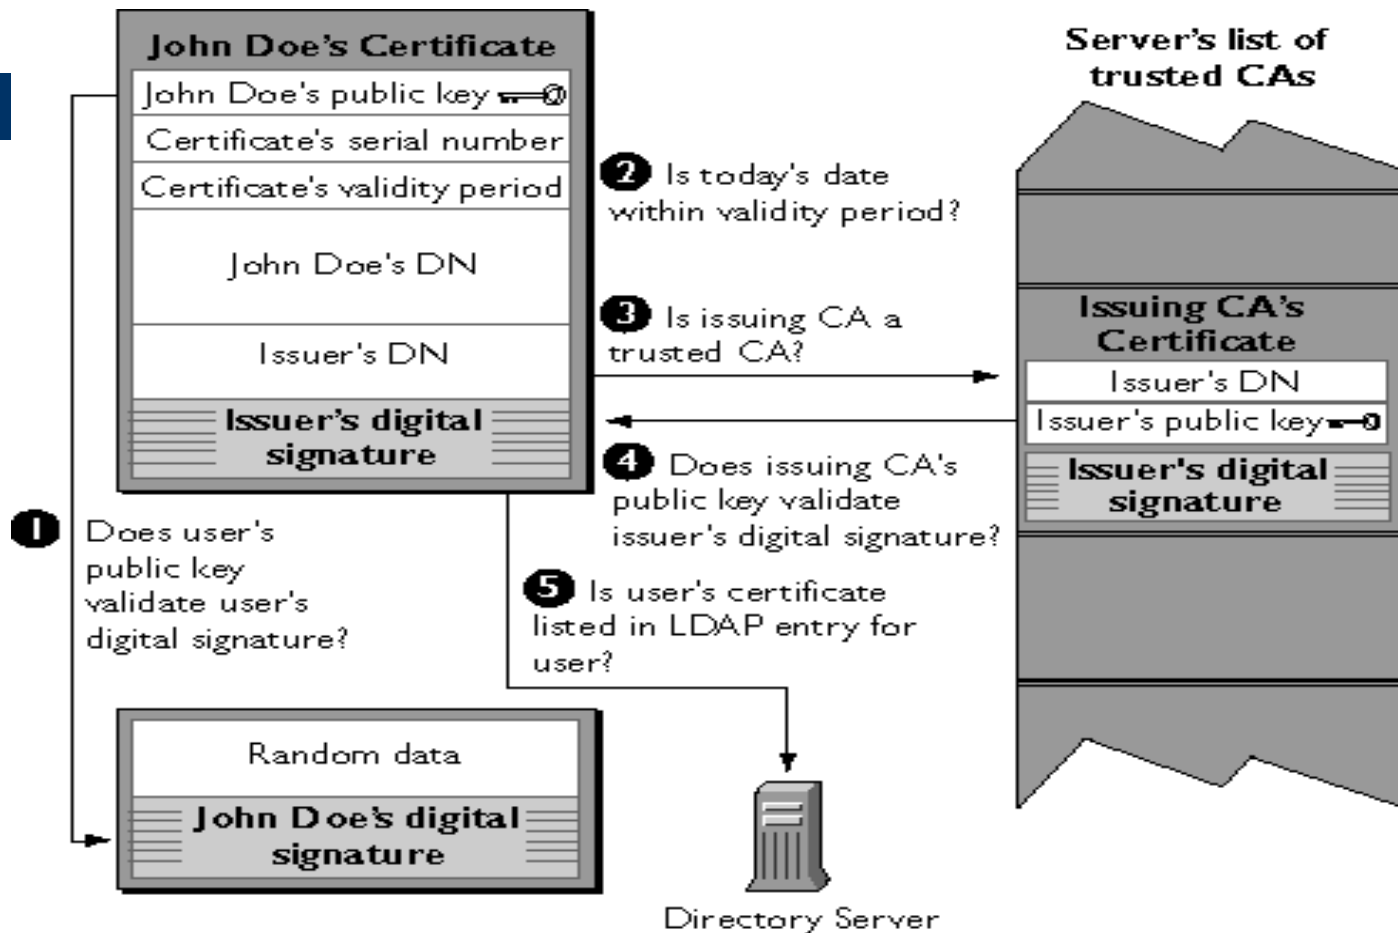 John Doe's Certificate
John Doe's public key
Certificate's serial number
Certificate's validity period
John Doe's DN
Issuer's DN
Issuer's digital
signature
1 Does user's
public key
validate user's
digital signature?
2 Is today's date
within validity period?
3 Is issuing CA a
trusted CA?
4 Does issuing CA's
public key validate
issuer's digital signature?
5 Is user's certificate
listed in LDAP entry for
user?
Server's list of
trusted CAs
Issuing CA's
Certificate
Issuer's DN
Issuer's public key
Issuer's digital
signature
Random data
John Doe's digital
signature
Directory Server